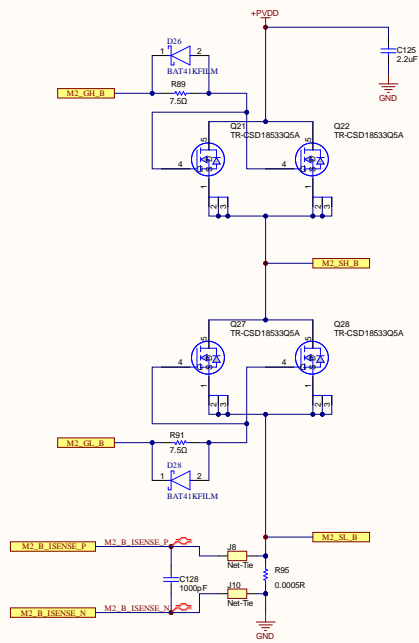 +PVDD
D26
1 2
BAT41KFILM
C125
2.2uF
GND
M2_GH_B
R89
7.5Ω
Q21
TR-CSD18533Q5A
Q22
TR-CSD18533Q5A
5 5
4 4
1 1
2 3 2 3
M2_SH_B
Q27
TR-CSD18533Q5A
Q28
TR-CSD18533Q5A
5 5
4 4
1 1
2 3 2 3
M2_GL_B
R91
7.5Ω
D28
1 2
BAT41KFILM
M2_SL_B
M2_B_ISENSE_P
M2_B_ISENSE_P
J8
Net-Tie
R95
0.0005R
C128
1000pF
J10
Net-Tie
M2_B_ISENSE_N
M2_B_ISENSE_N
GND